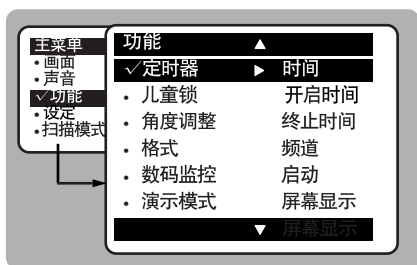 主菜单
•画面
•声音
√功能
•设定
•扫描模式
功能 ▲
√定时器 ▶ 时间
• 儿童锁 开启时间
• 角度调整 终止时间
• 格式 频道
• 数码监控 启动
• 演示模式 屏幕显示
▼ 屏幕显示